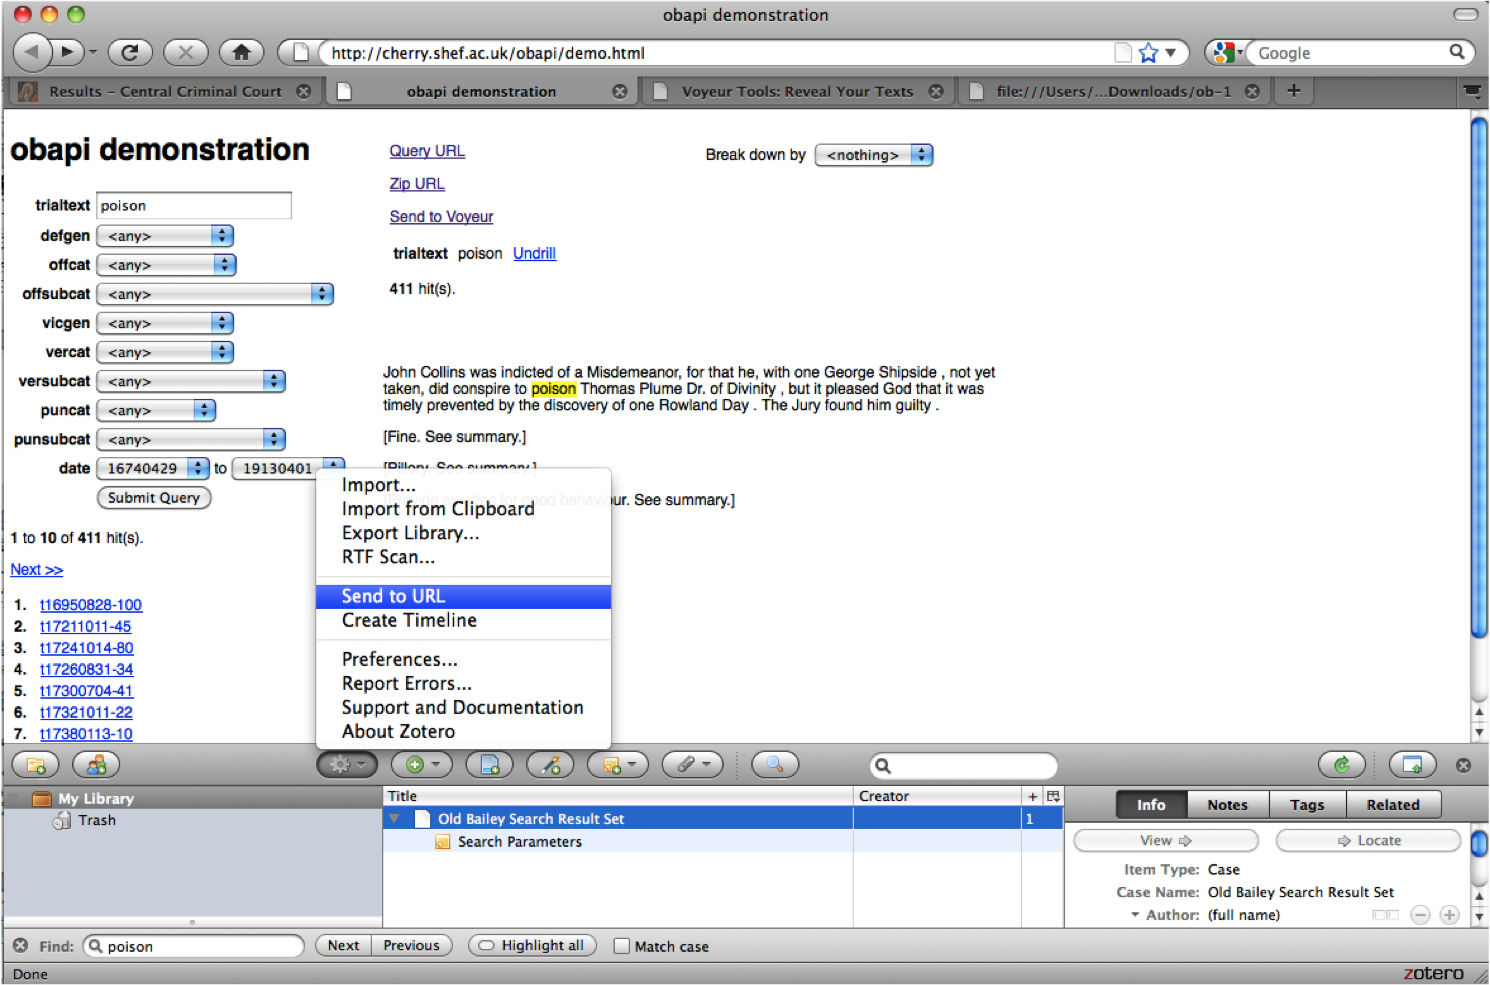 obapi demonstration
http://cherry.shef.ac.uk/obapi/demo.html
Google
Results – Central Criminal Court
obapi demonstration
Voyeur Tools: Reveal Your Texts
file:///Users/...Downloads/ob-1
+
obapi demonstration
trialtext poison
defgen <any>
offcat <any>
offsubcat <any>
vicgen <any>
vercat <any>
versubcat <any>
puncat <any>
punsubcat <any>
date 16740429 to 19130401
Submit Query
1 to 10 of 411 hit(s).
Next >>
1. t16950828-100
2. t17211011-45
3. t17241014-80
4. t17260831-34
5. t17300704-41
6. t17321011-22
7. t17380113-10
Query URL
Zip URL
Send to Voyeur
Break down by <nothing>
trialtext poison Undrill
411 hit(s).
John Collins was indicted of a Misdemeanor, for that he, with one George Shipside , not yet
taken, did conspire to poison Thomas Plume Dr. of Divinity , but it pleased God that it was
timely prevented by the discovery of one Rowland Day . The Jury found him guilty .
[Fine. See summary.]
[Pillory. See summary.]
for good behaviour. See summary.]
Import...
Import from Clipboard
Export Library...
RTF Scan...
Send to URL
Create Timeline
Preferences...
Report Errors...
Support and Documentation
About Zotero
My Library
Trash
Title Creator +
Old Bailey Search Result Set 1
Search Parameters
Info Notes Tags Related
View Locate
Item Type: Case
Case Name: Old Bailey Search Result Set
Author: (full name)
Find: poison Next Previous Highlight all Match case
Done
zotero